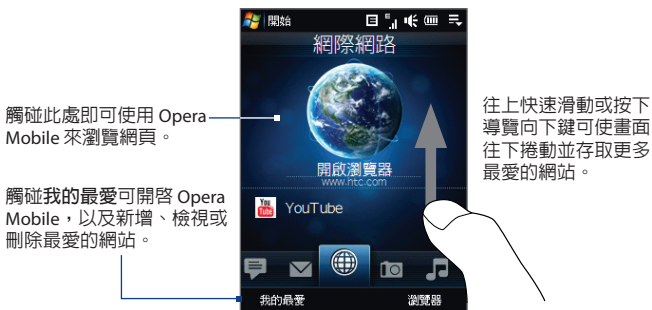 開始
網際網路
觸碰此處即可使用 Opera
Mobile 來瀏覽網頁。
往上快速滑動或按下
導覽向下鍵可使畫面
往下捲動並存取更多
最愛的網站。
開啟瀏覽器
www.htc.com
觸碰我的最愛可開啓 Opera
Mobile，以及新增、檢視或
刪除最愛的網站。
You
Tube
YouTube
我的最愛
瀏覽器